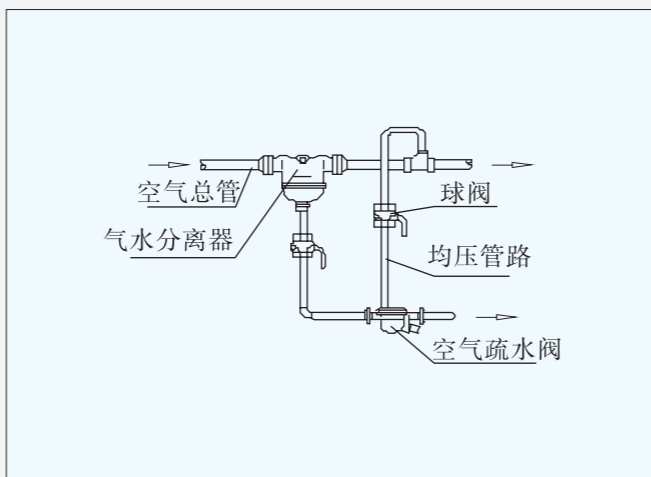 空气总管
球阀
气水分离器
均压管路
空气疏水阀